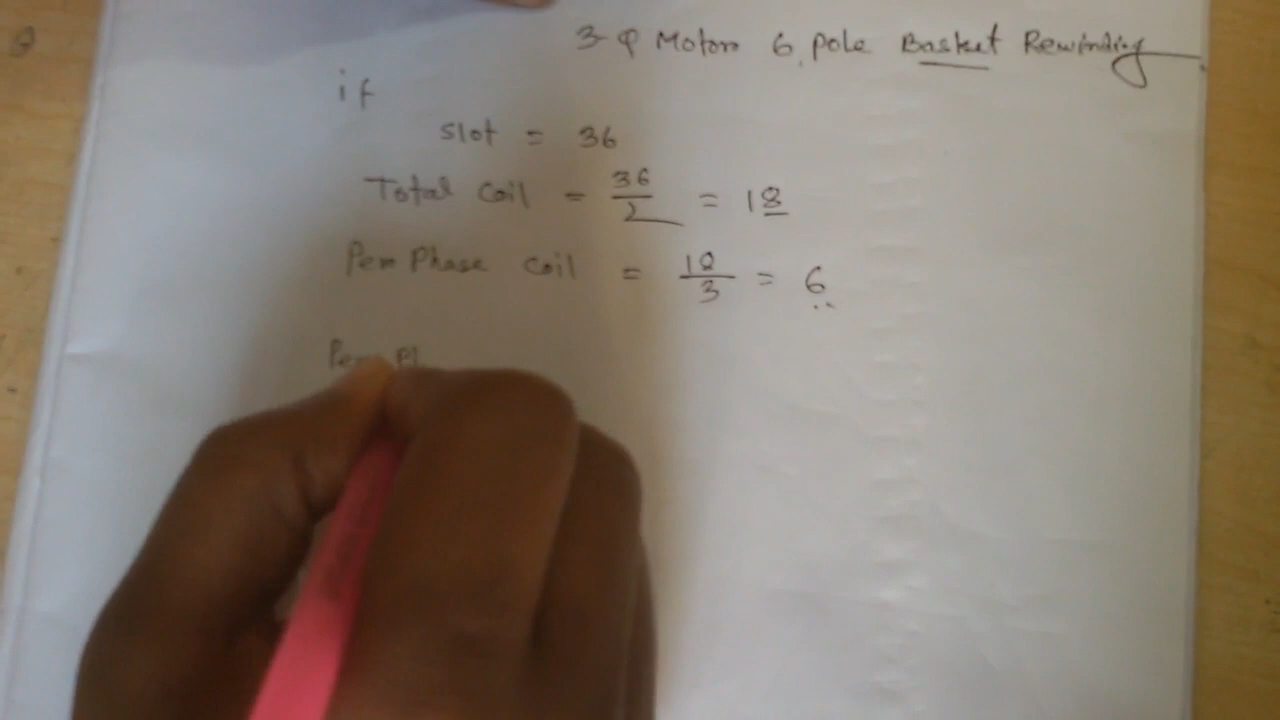 3-φ Motor 6 pole Basket Rewinding
if
slot = 36
Total coil = 36/2 = 18
Per Phase coil = 18/3 = 6
Per